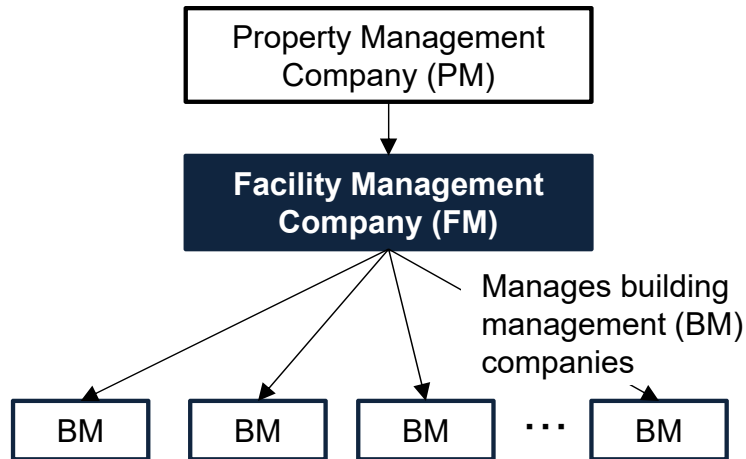 Property Management
Company (PM)
Facility Management
Company (FM)
Manages building
management (BM)
companies
BM
BM
BM
...
BM